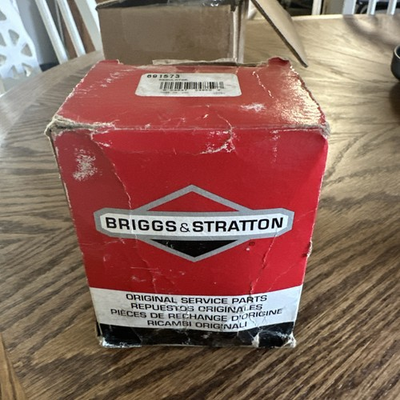 691573
BRIGGS & STRATTON
ORIGINAL SERVICE PARTS
REPUESTOS ORIGINALES
PIÈCES DE RECHANGE D'ORIGINE
RICAMBI ORIGINALI